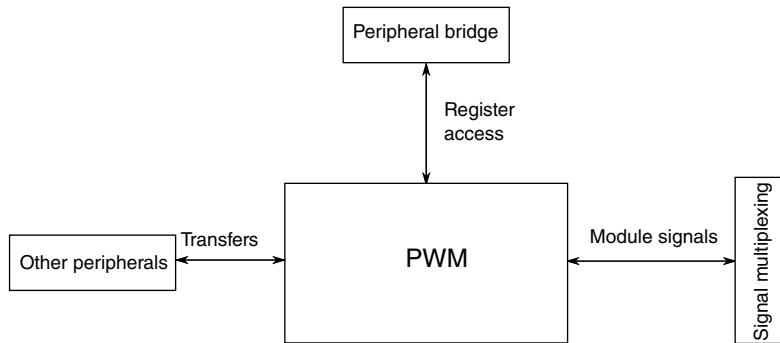 Peripheral bridge
Register
access
Transfers
Other peripherals
PWM
Module signals
Signal multiplexing